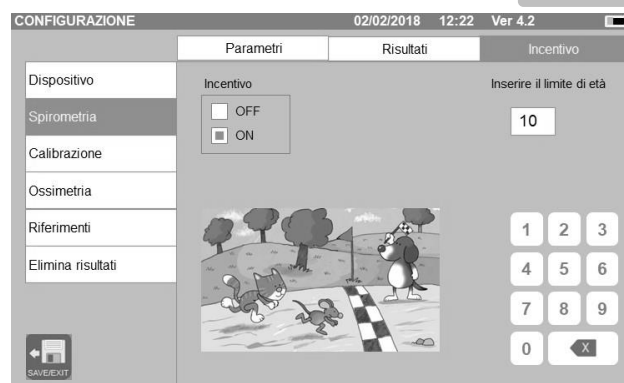 CONFIGURAZIONE 02/02/2018 12:22 Ver 4.2
Parametri Risultati Incentivo
Dispositivo
Spirometria
Calibrazione
Ossimetria
Riferimenti
Elimina risultati
SAVE/EXIT
Incentivo
OFF
ON
Inserire il limite di età
10
1 2 3
4 5 6
7 8 9
0 X